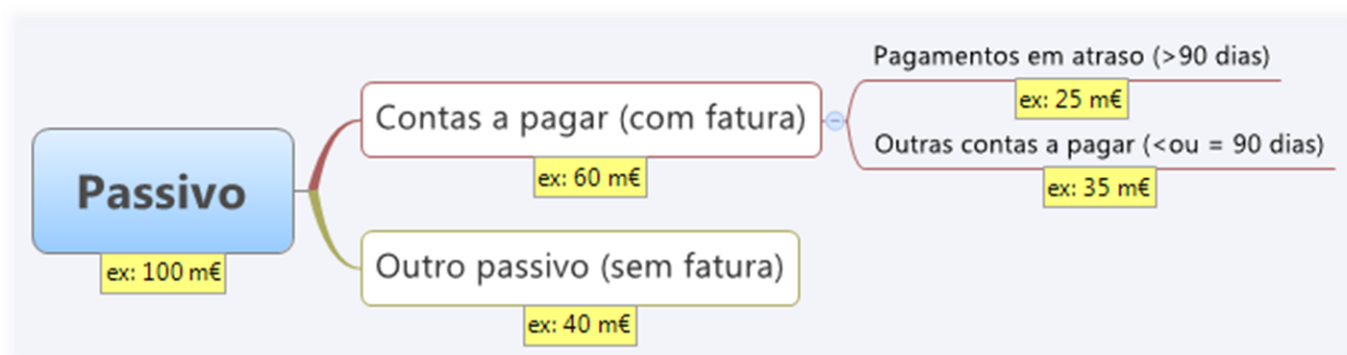 Passivo
ex: 100 m€
Contas a pagar (com fatura)
ex: 60 m€
Pagamentos em atraso (>90 dias)
ex: 25 m€
Outras contas a pagar (<ou = 90 dias)
ex: 35 m€
Outro passivo (sem fatura)
ex: 40 m€